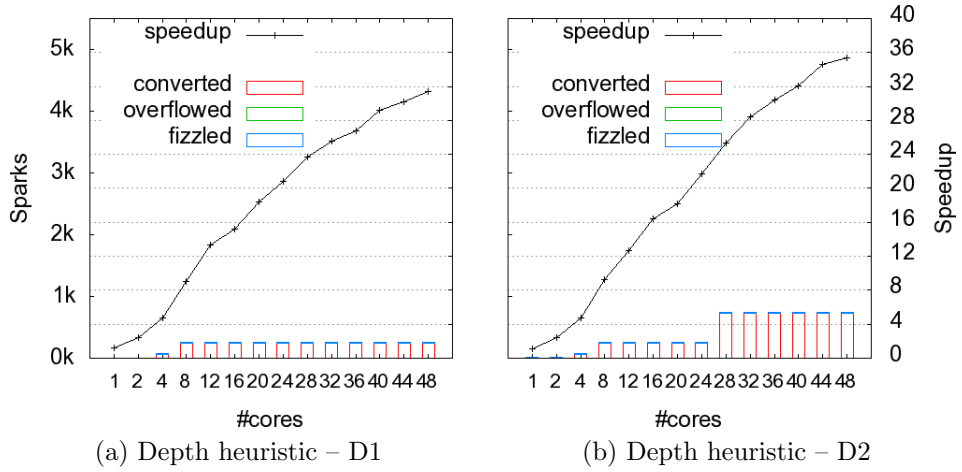 speedup
converted
overflowed
fizzled
5k
4k
3k
2k
1k
0k
Sparks
1 2 4 8 12 16 20 24 28 32 36 40 44 48
#cores
(a) Depth heuristic – D1
speedup
converted
overflowed
fizzled
40
36
32
28
24
20
16
12
8
4
0
Speedup
1 2 4 8 12 16 20 24 28 32 36 40 44 48
#cores
(b) Depth heuristic – D2